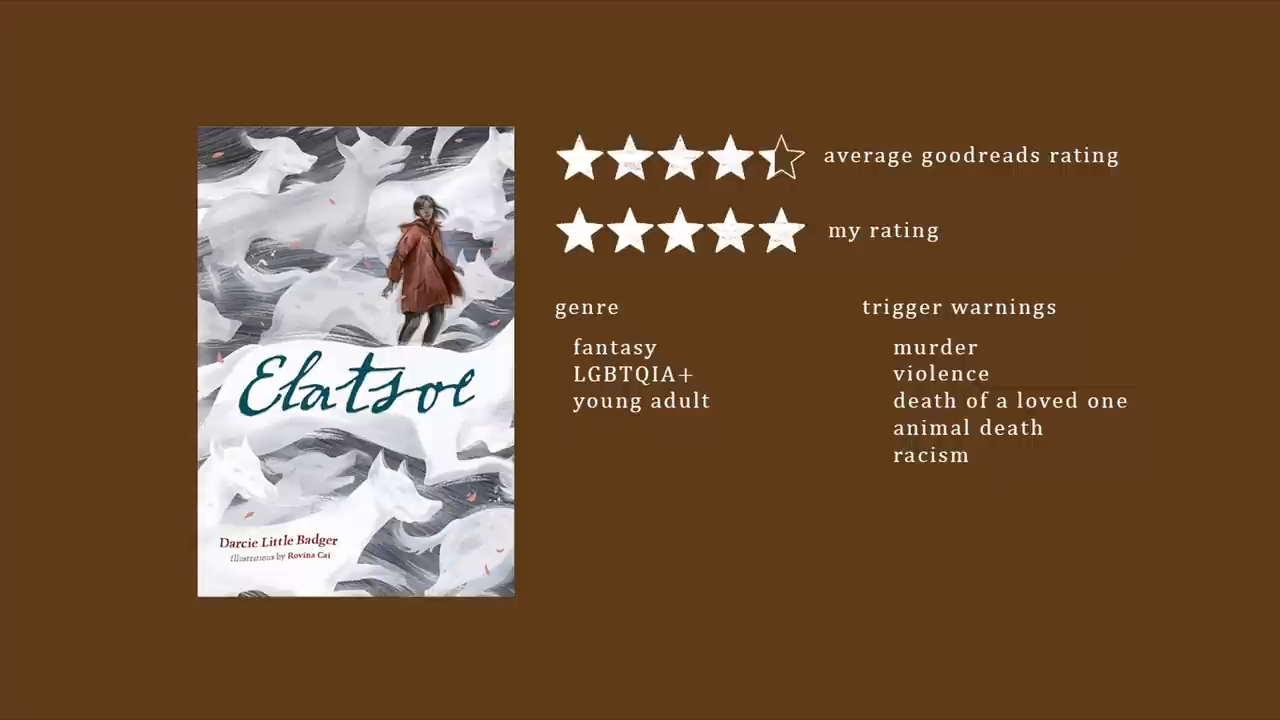 Elatsoe
Darcie Little Badger
Illustrations by Rovina Cai
average goodreads rating
my rating
genre
fantasy
LGBTQIA+
young adult
trigger warnings
murder
violence
death of a loved one
animal death
racism